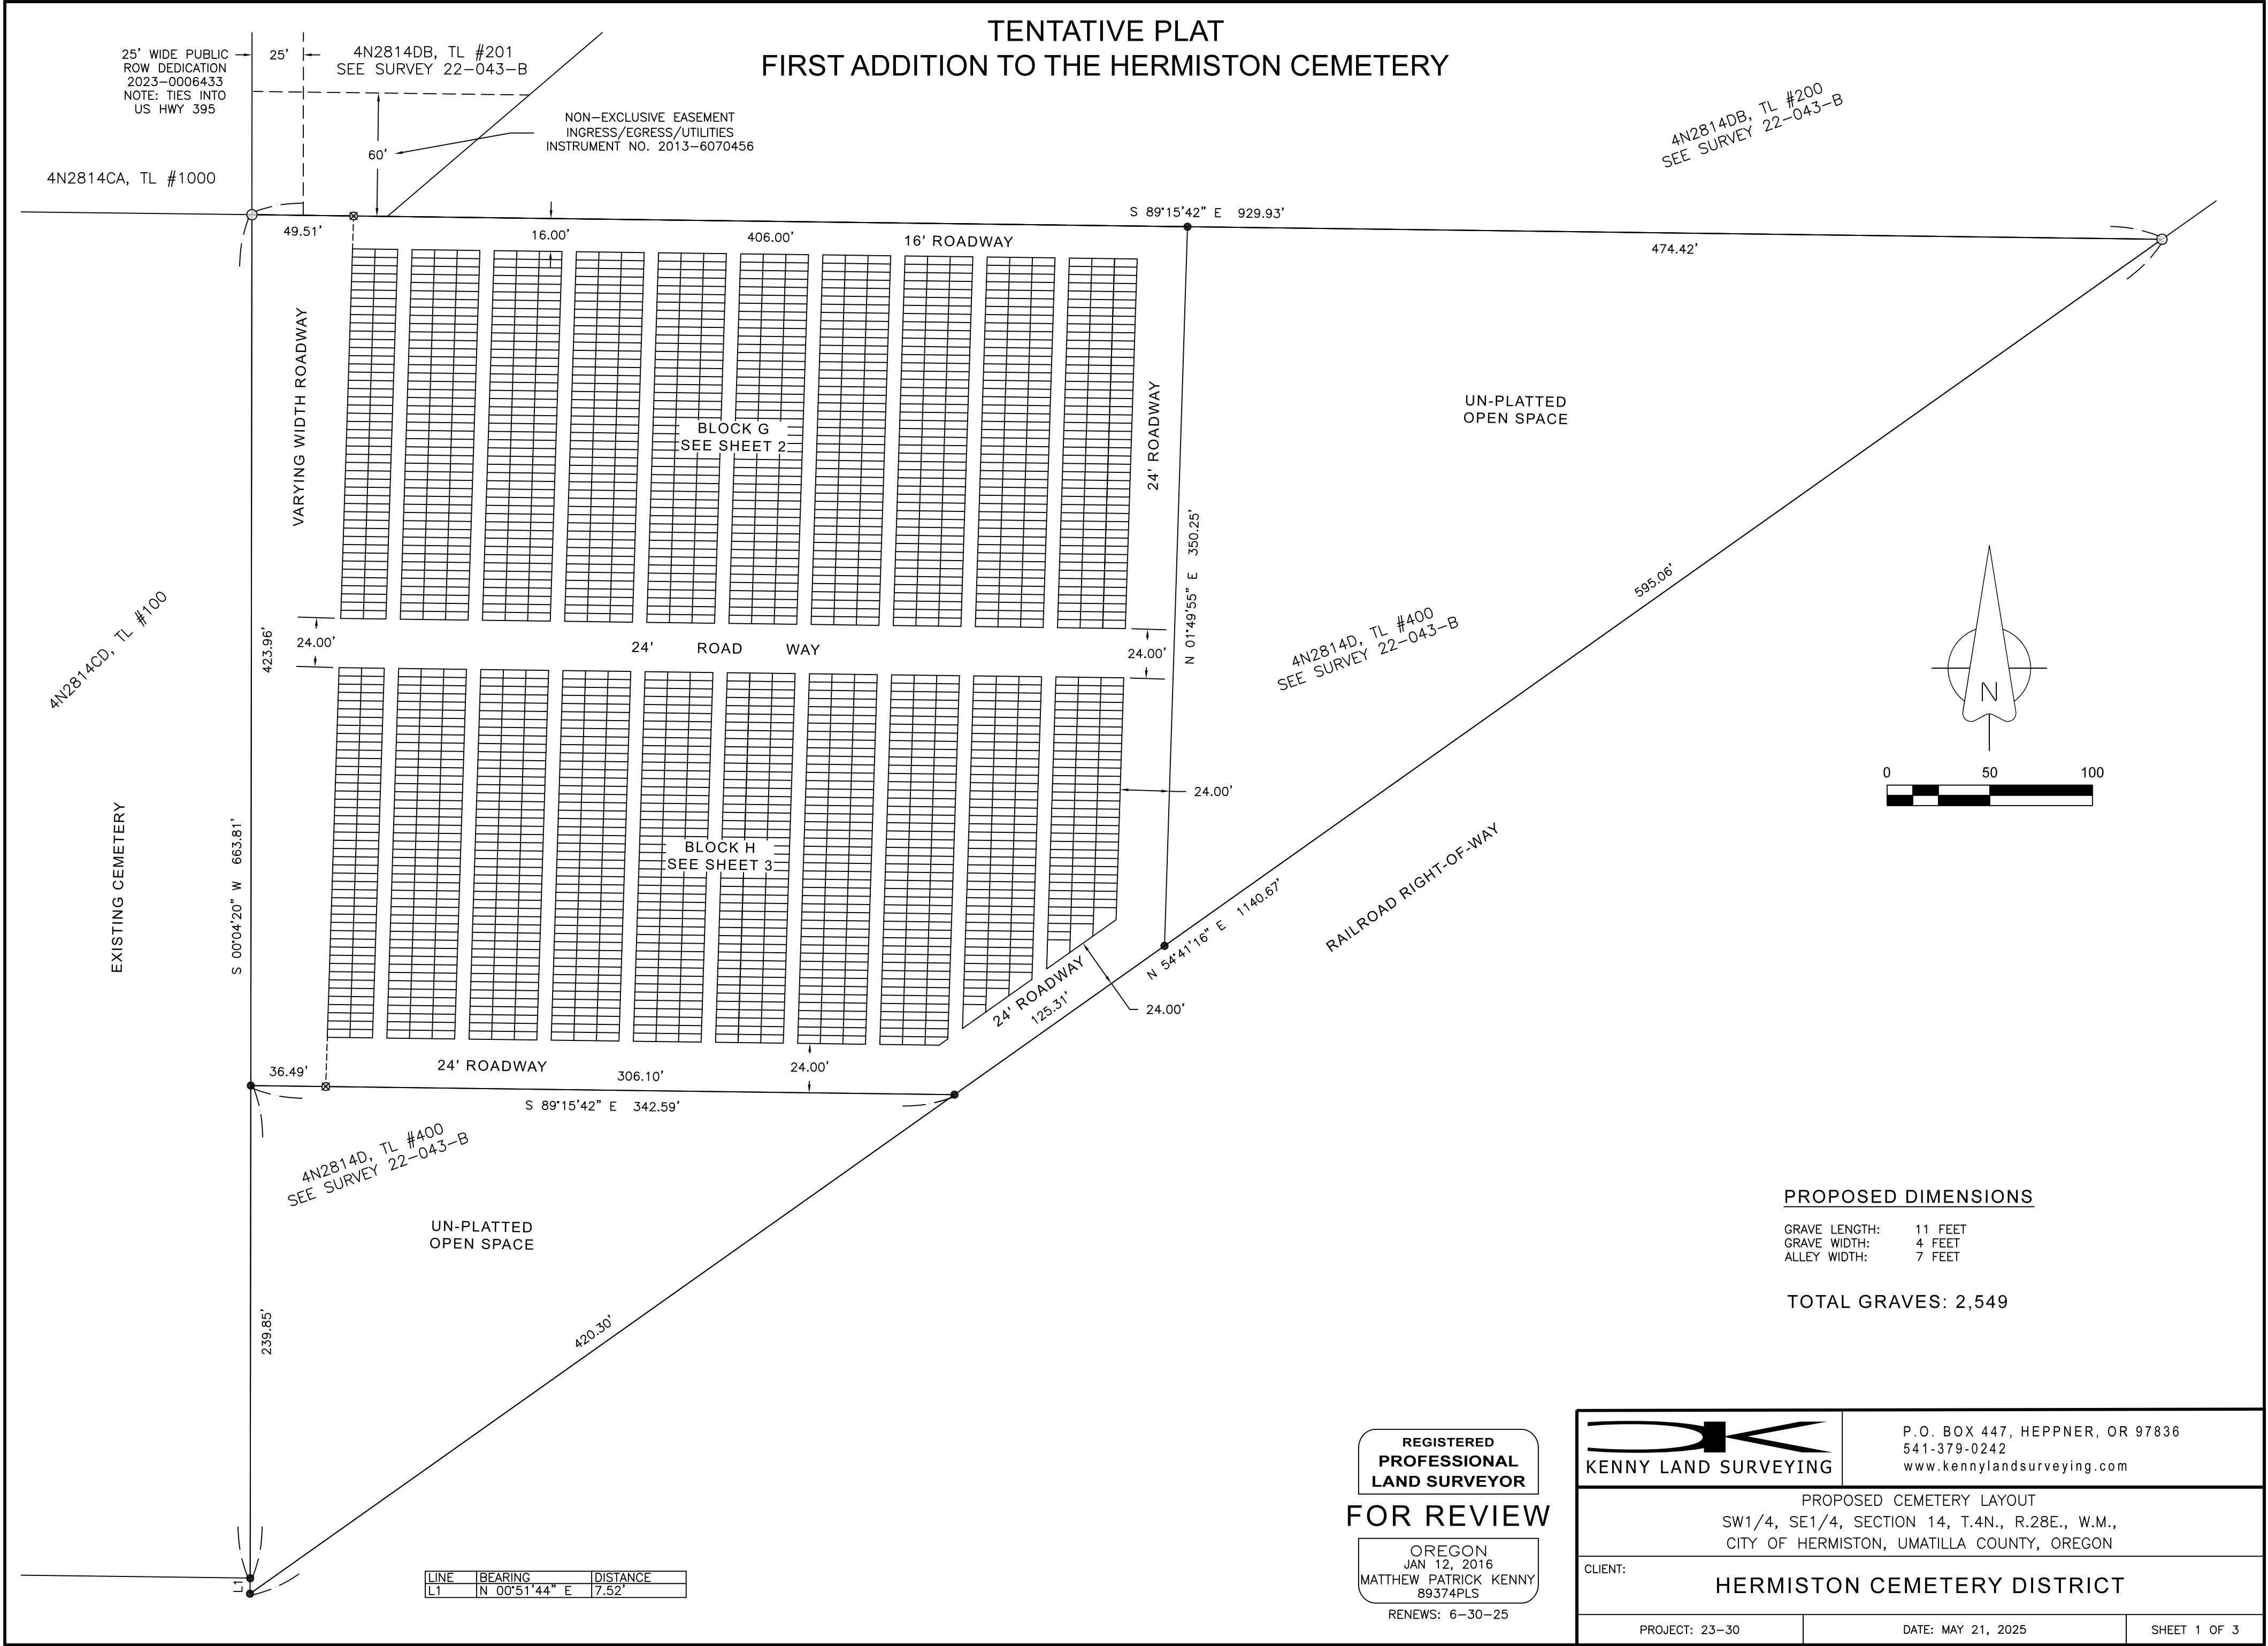 TENTATIVE PLAT
FIRST ADDITION TO THE HERMISTON CEMETERY
25' WIDE PUBLIC
ROW DEDICATION
2023-0006433
NOTE: TIES INTO
US HWY 395
25'
4N2814DB, TL #201
SEE SURVEY 22-043-B
NON-EXCLUSIVE EASEMENT
INGRESS/EGRESS/UTILITIES
INSTRUMENT NO. 2013-6070456
60'
4N2814DB, TL #200
SEE SURVEY 22-043-B
4N2814CA, TL #1000
S 89°15'42" E 929.93'
49.51'
16.00'
406.00'
16' ROADWAY
474.42'
VARYING WIDTH ROADWAY
BLOCK G
SEE SHEET 2
24' ROADWAY
UN-PLATTED
OPEN SPACE
N 01°49'55" E 350.25'
595.06'
4N2814CD, TL #100
423.96'
24.00'
24' ROAD WAY
24.00'
4N2814D, TL #400
SEE SURVEY 22-043-B
N
0 50 100
24.00'
EXISTING CEMETERY
S 00°04'20" W 663.81'
BLOCK H
SEE SHEET 3
RAILROAD RIGHT-OF-WAY
N 54°41'16" E 1140.67'
24' ROADWAY
125.31'
24.00'
36.49'
24' ROADWAY
306.10'
24.00'
S 89°15'42" E 342.59'
4N2814D, TL #400
SEE SURVEY 22-043-B
UN-PLATTED
OPEN SPACE
239.85'
420.30'
L1
PROPOSED DIMENSIONS
GRAVE LENGTH: 11 FEET
GRAVE WIDTH: 4 FEET
ALLEY WIDTH: 7 FEET
TOTAL GRAVES: 2,549
LINE BEARING DISTANCE
L1 N 00°51'44" E 7.52'
REGISTERED
PROFESSIONAL
LAND SURVEYOR
FOR REVIEW
OREGON
JAN 12, 2016
MATTHEW PATRICK KENNY
89374PLS
RENEWS: 6-30-25
KENNY LAND SURVEYING
P.O. BOX 447, HEPPNER, OR 97836
541-379-0242
www.kennylandsurveying.com
PROPOSED CEMETERY LAYOUT
SW1/4, SE1/4, SECTION 14, T.4N., R.28E., W.M.,
CITY OF HERMISTON, UMATILLA COUNTY, OREGON
CLIENT:
HERMISTON CEMETERY DISTRICT
PROJECT: 23-30
DATE: MAY 21, 2025
SHEET 1 OF 3